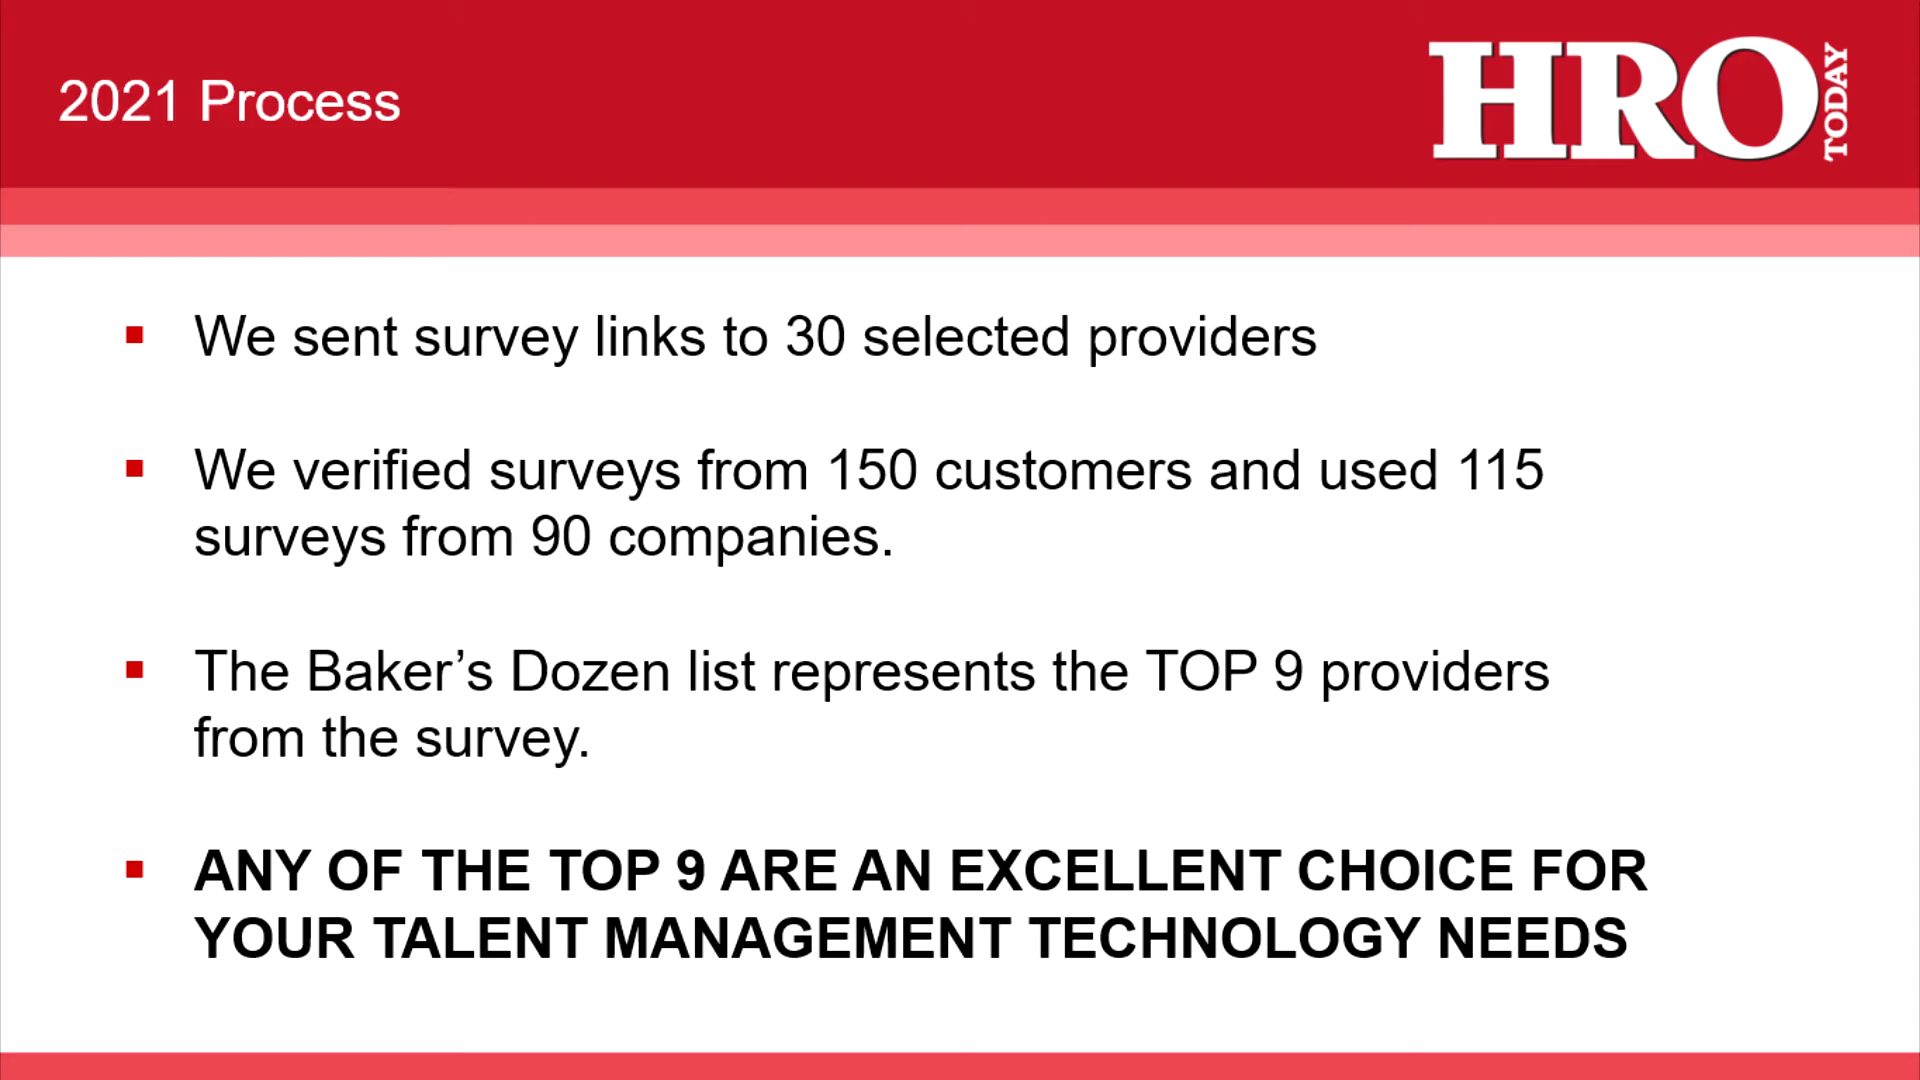 2021 Process
HRO TODAY
We sent survey links to 30 selected providers
We verified surveys from 150 customers and used 115
surveys from 90 companies.
The Baker’s Dozen list represents the TOP 9 providers
from the survey.
ANY OF THE TOP 9 ARE AN EXCELLENT CHOICE FOR
YOUR TALENT MANAGEMENT TECHNOLOGY NEEDS